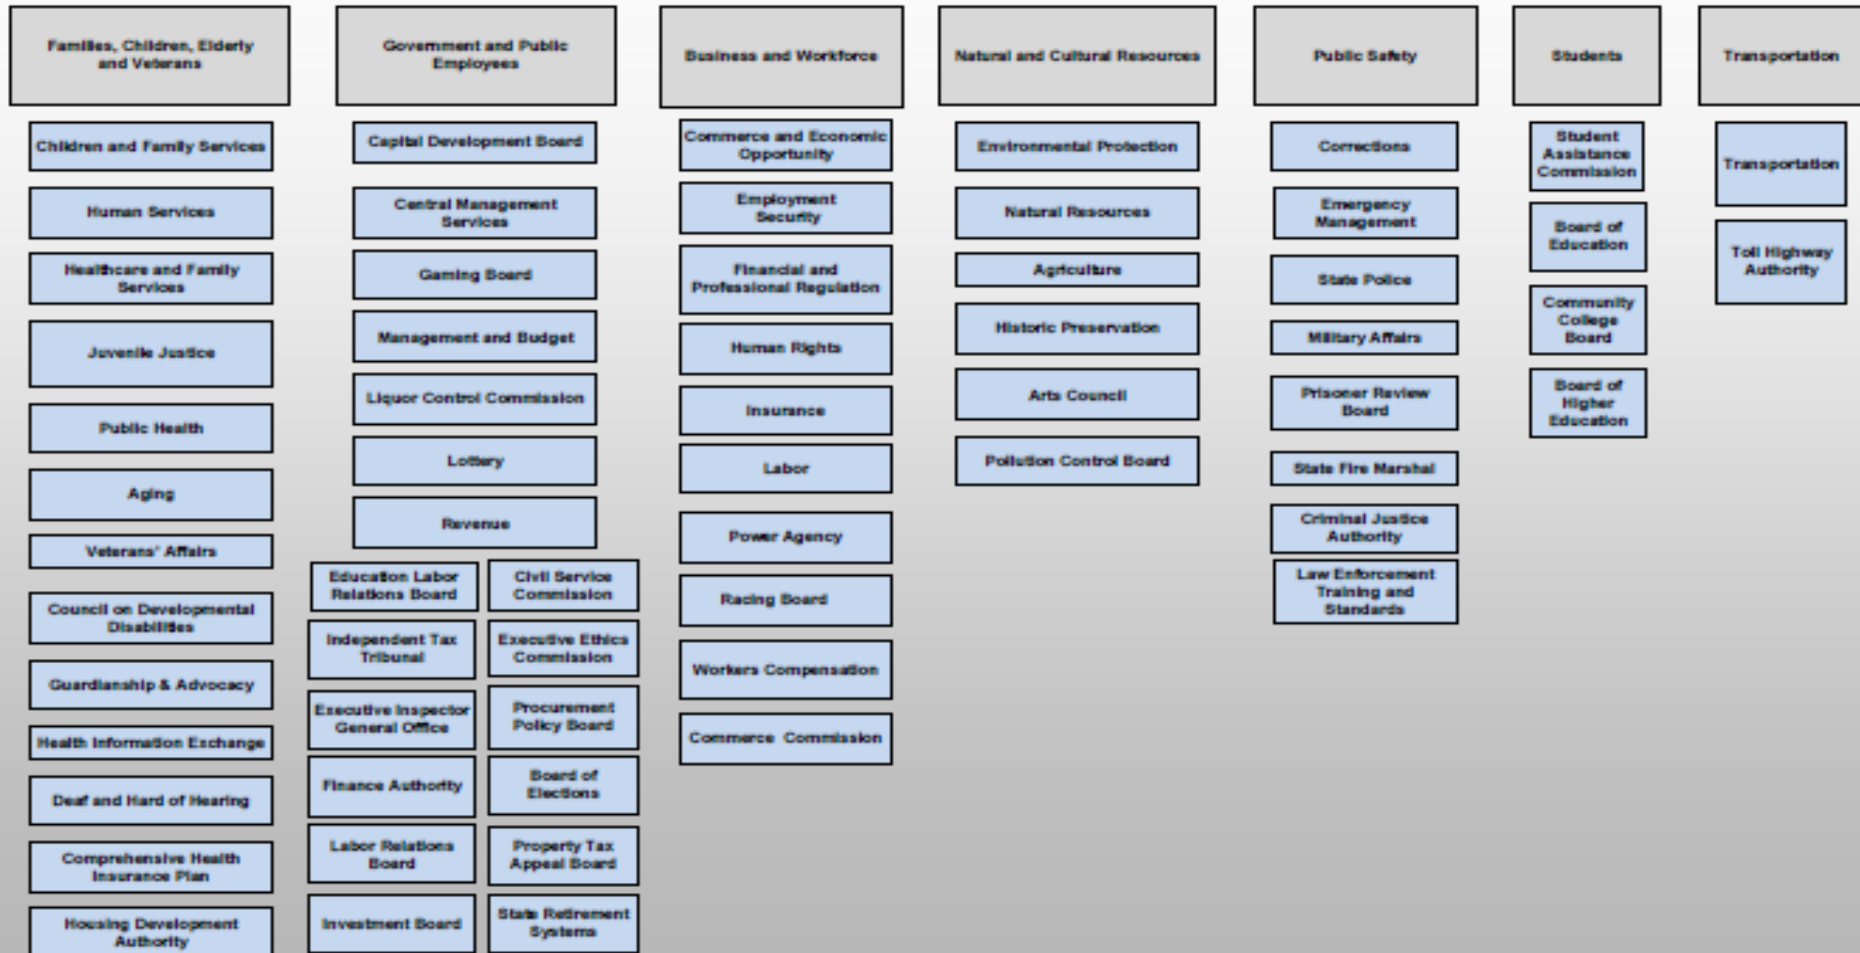 Families, Children, Elderly
and Veterans
Children and Family Services
Human Services
Healthcare and Family
Services
Juvenile Justice
Public Health
Aging
Veterans' Affairs
Council on Developmental
Disabilities
Guardianship & Advocacy
Health Information Exchange
Deaf and Hard of Hearing
Comprehensive Health
Insurance Plan
Housing Development
Authority
Government and Public
Employees
Capital Development Board
Central Management
Services
Gaming Board
Management and Budget
Liquor Control Commission
Lottery
Revenue
Education Labor
Relations Board
Civil Service
Commission
Independent Tax
Tribunal
Executive Ethics
Commission
Executive Inspector
General Office
Procurement
Policy Board
Finance Authority
Board of
Elections
Labor Relations
Board
Property Tax
Appeal Board
Investment Board
State Retirement
Systems
Business and Workforce
Commerce and Economic
Opportunity
Employment
Security
Financial and
Professional Regulation
Human Rights
Insurance
Labor
Power Agency
Racing Board
Workers Compensation
Commerce Commission
Natural and Cultural Resources
Environmental Protection
Natural Resources
Agriculture
Historic Preservation
Arts Council
Pollution Control Board
Public Safety
Corrections
Emergency
Management
State Police
Military Affairs
Prisoner Review
Board
State Fire Marshal
Criminal Justice
Authority
Law Enforcement
Training and
Standards
Students
Student
Assistance
Commission
Board of
Education
Community
College
Board
Board of
Higher
Education
Transportation
Transportation
Toll Highway
Authority